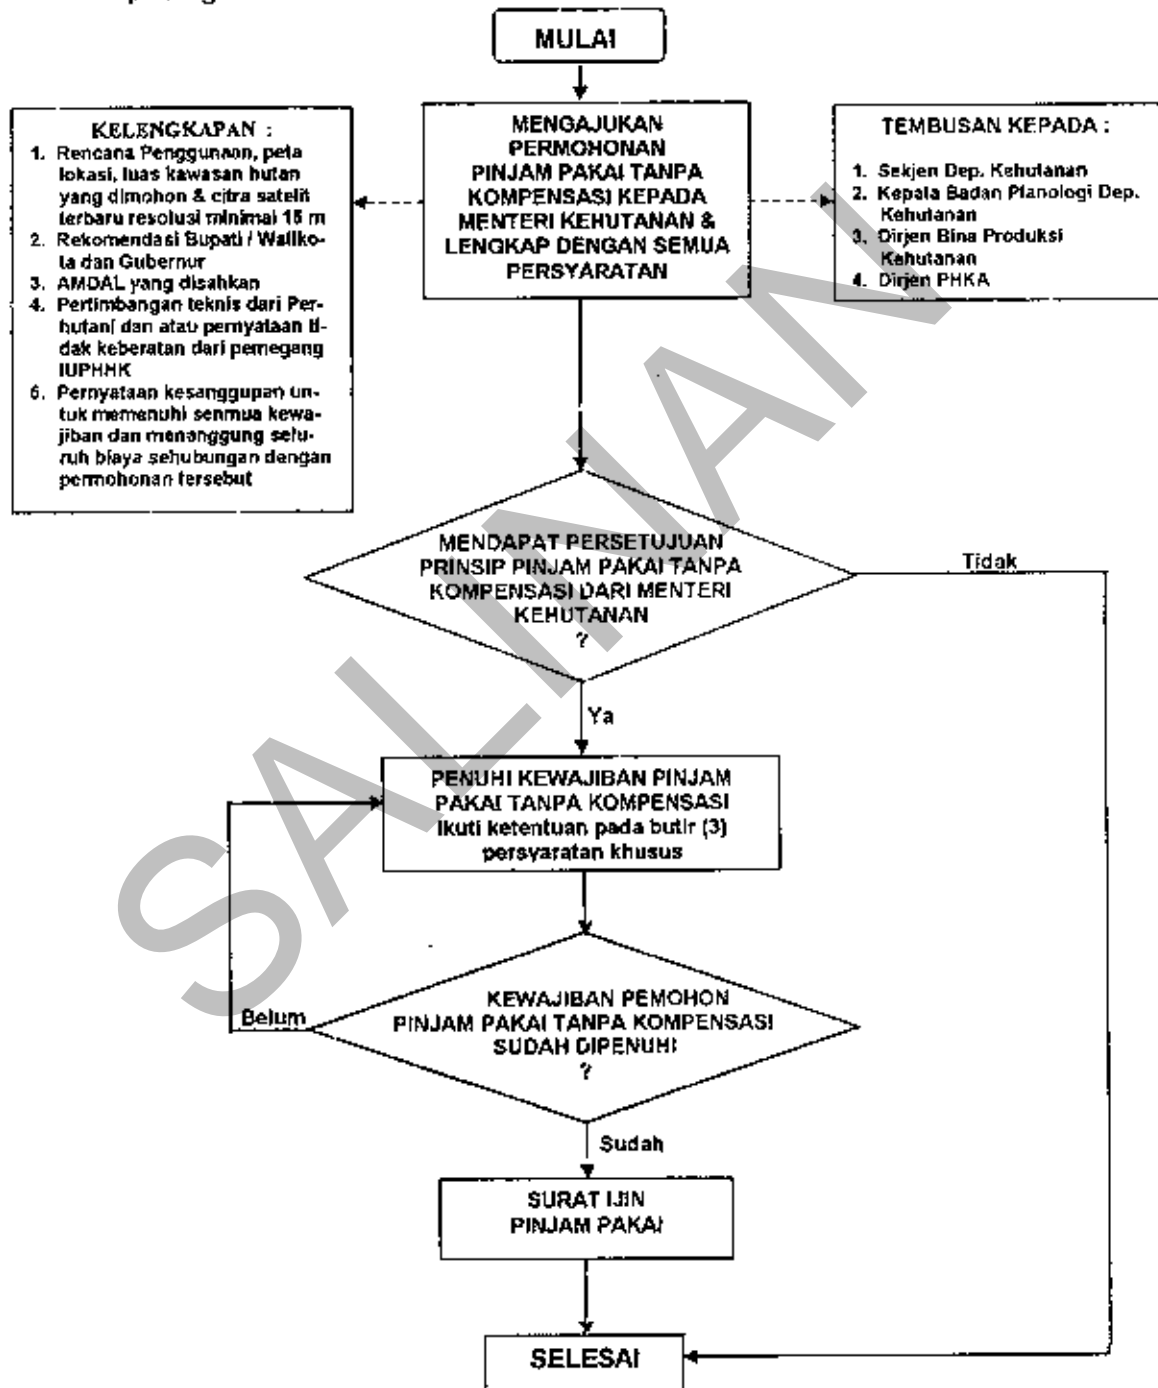 MULAI
KELENGKAPAN :
1. Rencana Penggunaan, peta
lokasi, luas kawasan hutan
yang dimohon & citra satelit
terbaru resolusi minimal 15 m
2. Rekomendasi Bupati / Waliko-
ta dan Gubernur
3. AMDAL yang disahkan
4. Pertimbangan teknis dari Per-
hutani dan atau pernyataan ti-
dak keberatan dari pemegang
IUPHHK
5. Pernyataan kesanggupan un-
tuk memenuhi senmua kewa-
jiban dan menanggung selu-
ruh biaya sehubungan dengan
permohonan tersebut
MENGAJUKAN
PERMOHONAN
PINJAM PAKAI TANPA
KOMPENSASI KEPADA
MENTERI KEHUTANAN &
LENGKAP DENGAN SEMUA
PERSYARATAN
TEMBUSAN KEPADA :
1. Sekjen Dep. Kehutanan
2. Kepala Badan Planologi Dep.
Kehutanan
3. Dirjen Bina Produksi
Kehutanan
4. Dirjen PHKA
MENDAPAT PERSETUJUAN
PRINSIP PINJAM PAKAI TANPA
KOMPENSASI DARI MENTERI
KEHUTANAN
?
Tidak
Ya
PENUHI KEWAJIBAN PINJAM
PAKAI TANPA KOMPENSASI
Ikuti ketentuan pada butir (3)
persyaratan khusus
KEWAJIBAN PEMOHON
PINJAM PAKAI TANPA KOMPENSASI
SUDAH DIPENUHI
?
Belum
Sudah
SURAT IJIN
PINJAM PAKAI
SELESAI
SALINAN